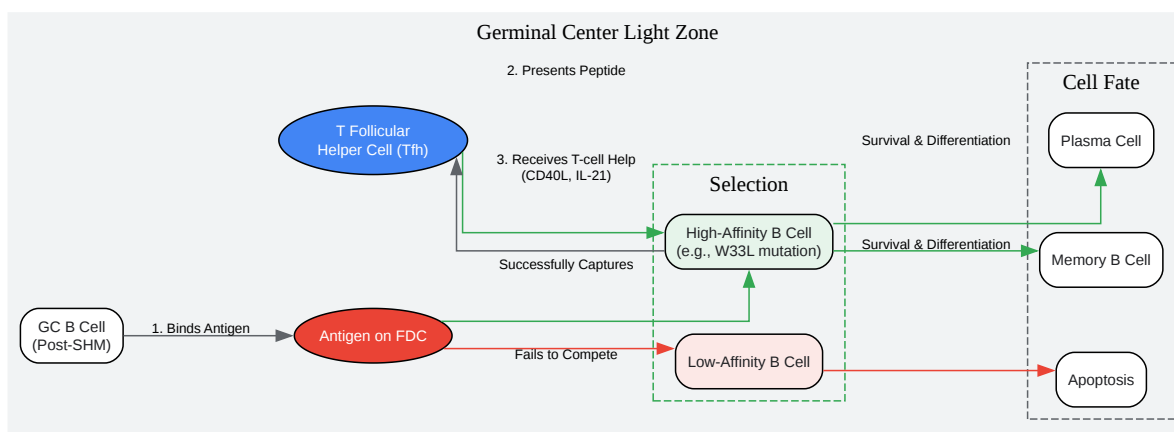 Germinal Center Light Zone
2. Presents Peptide
Cell Fate
T Follicular
Helper Cell (Tfh)
Survival & Differentiation
Plasma Cell
3. Receives T-cell Help
(CD40L, IL-21)
Selection
High-Affinity B Cell
(e.g., W33L mutation)
Survival & Differentiation
Memory B Cell
Successfully Captures
GC B Cell
(Post-SHM)
1. Binds Antigen
Antigen on FDC
Fails to Compete
Low-Affinity B Cell
Apoptosis